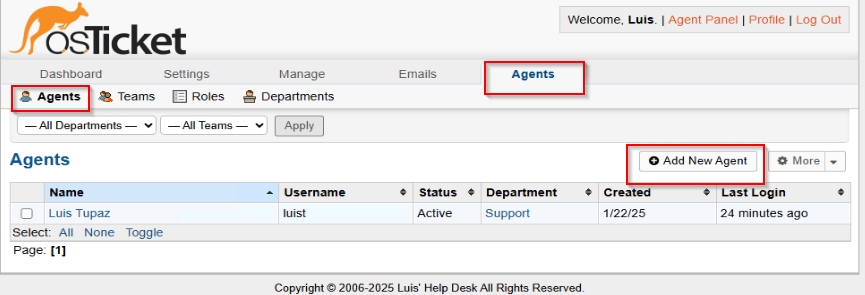 osTicket
Welcome, Luis. | Agent Panel | Profile | Log Out
Dashboard Settings Manage Emails Agents
Agents Teams Roles Departments
— All Departments — — All Teams — Apply
Agents
Add New Agent More
Name Username Status Department Created Last Login
Luis Tupaz luist Active Support 1/22/25 24 minutes ago
Select: All None Toggle
Page: [1]
Copyright © 2006-2025 Luis' Help Desk All Rights Reserved.